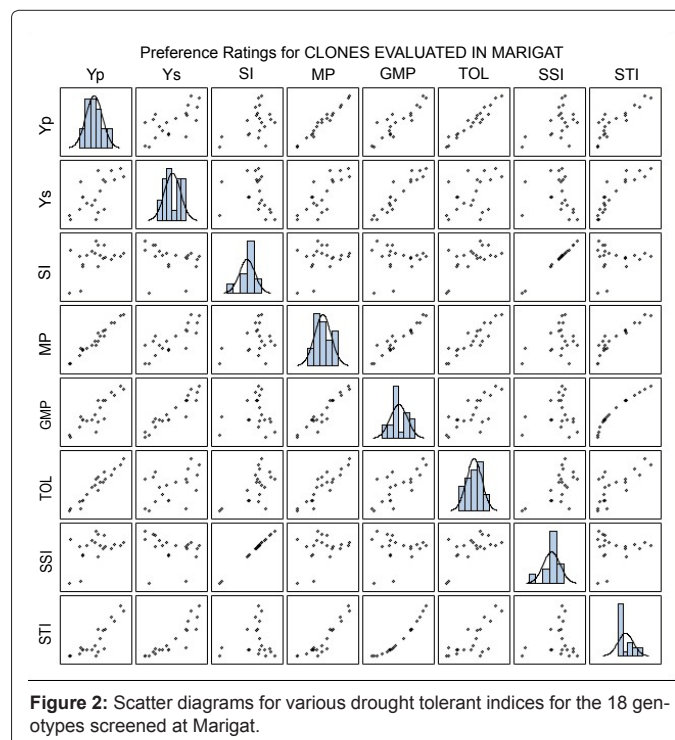 Preference Ratings for CLONES EVALUATED IN MARIGAT
Yp Ys SI MP GMP TOL SSI STI
Yp
Ys
SI
MP
GMP
TOL
SSI
STI
Figure 2: Scatter diagrams for various drought tolerant indices for the 18 gen-
otypes screened at Marigat.